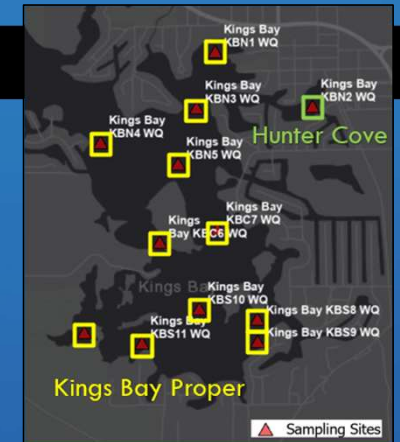 Kings Bay
KBN1 WQ
Kings Bay
KBN3 WQ
Kings Bay
KBN2 WQ
Hunter Cove
Kings Bay
KBN4 WQ
Kings Bay
KBN5 WQ
Kings Bay
KBC7 WQ
Kings
Bay KBC6 WQ
Kings Bay
Kings Bay
KBS10 WQ
Kings Bay KBS8 WQ
Kings Bay
KBS11 WQ
Kings Bay KBS9 WQ
Kings Bay Proper
Sampling Sites